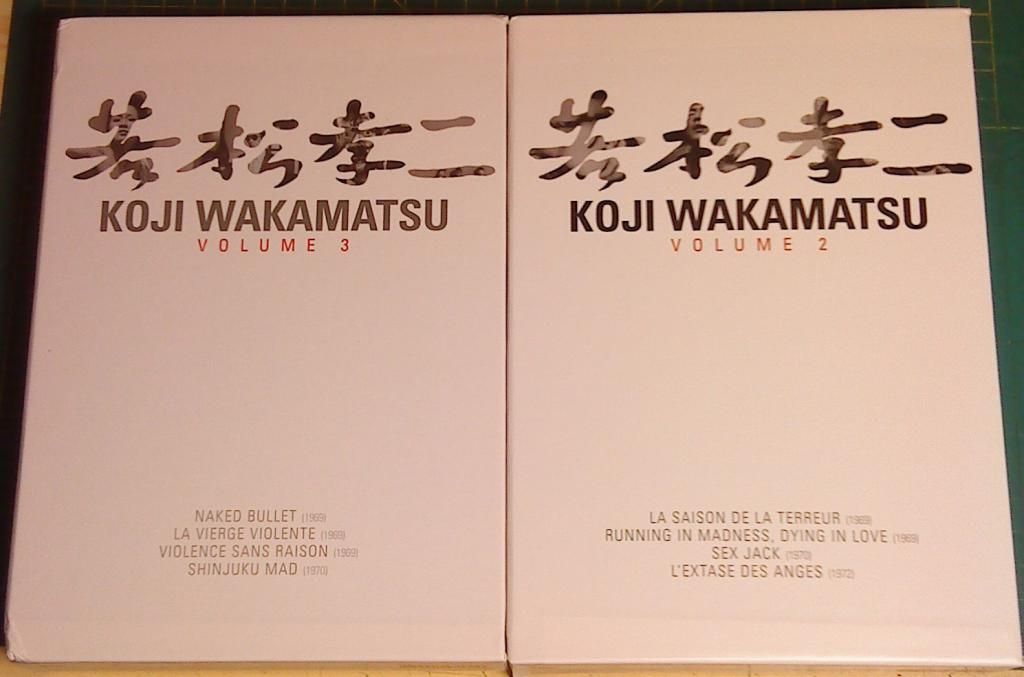 若松孝二
KOJI WAKAMATSU
VOLUME 3
NAKED BULLET (1969)
LA VIERGE VIOLENTE (1969)
VIOLENCE SANS RAISON (1969)
SHINJUKU MAD (1970)
若松孝二
KOJI WAKAMATSU
VOLUME 2
LA SAISON DE LA TERREUR (1969)
RUNNING IN MADNESS, DYING IN LOVE (1969)
SEX JACK (1970)
L'EXTASE DES ANGES (1972)